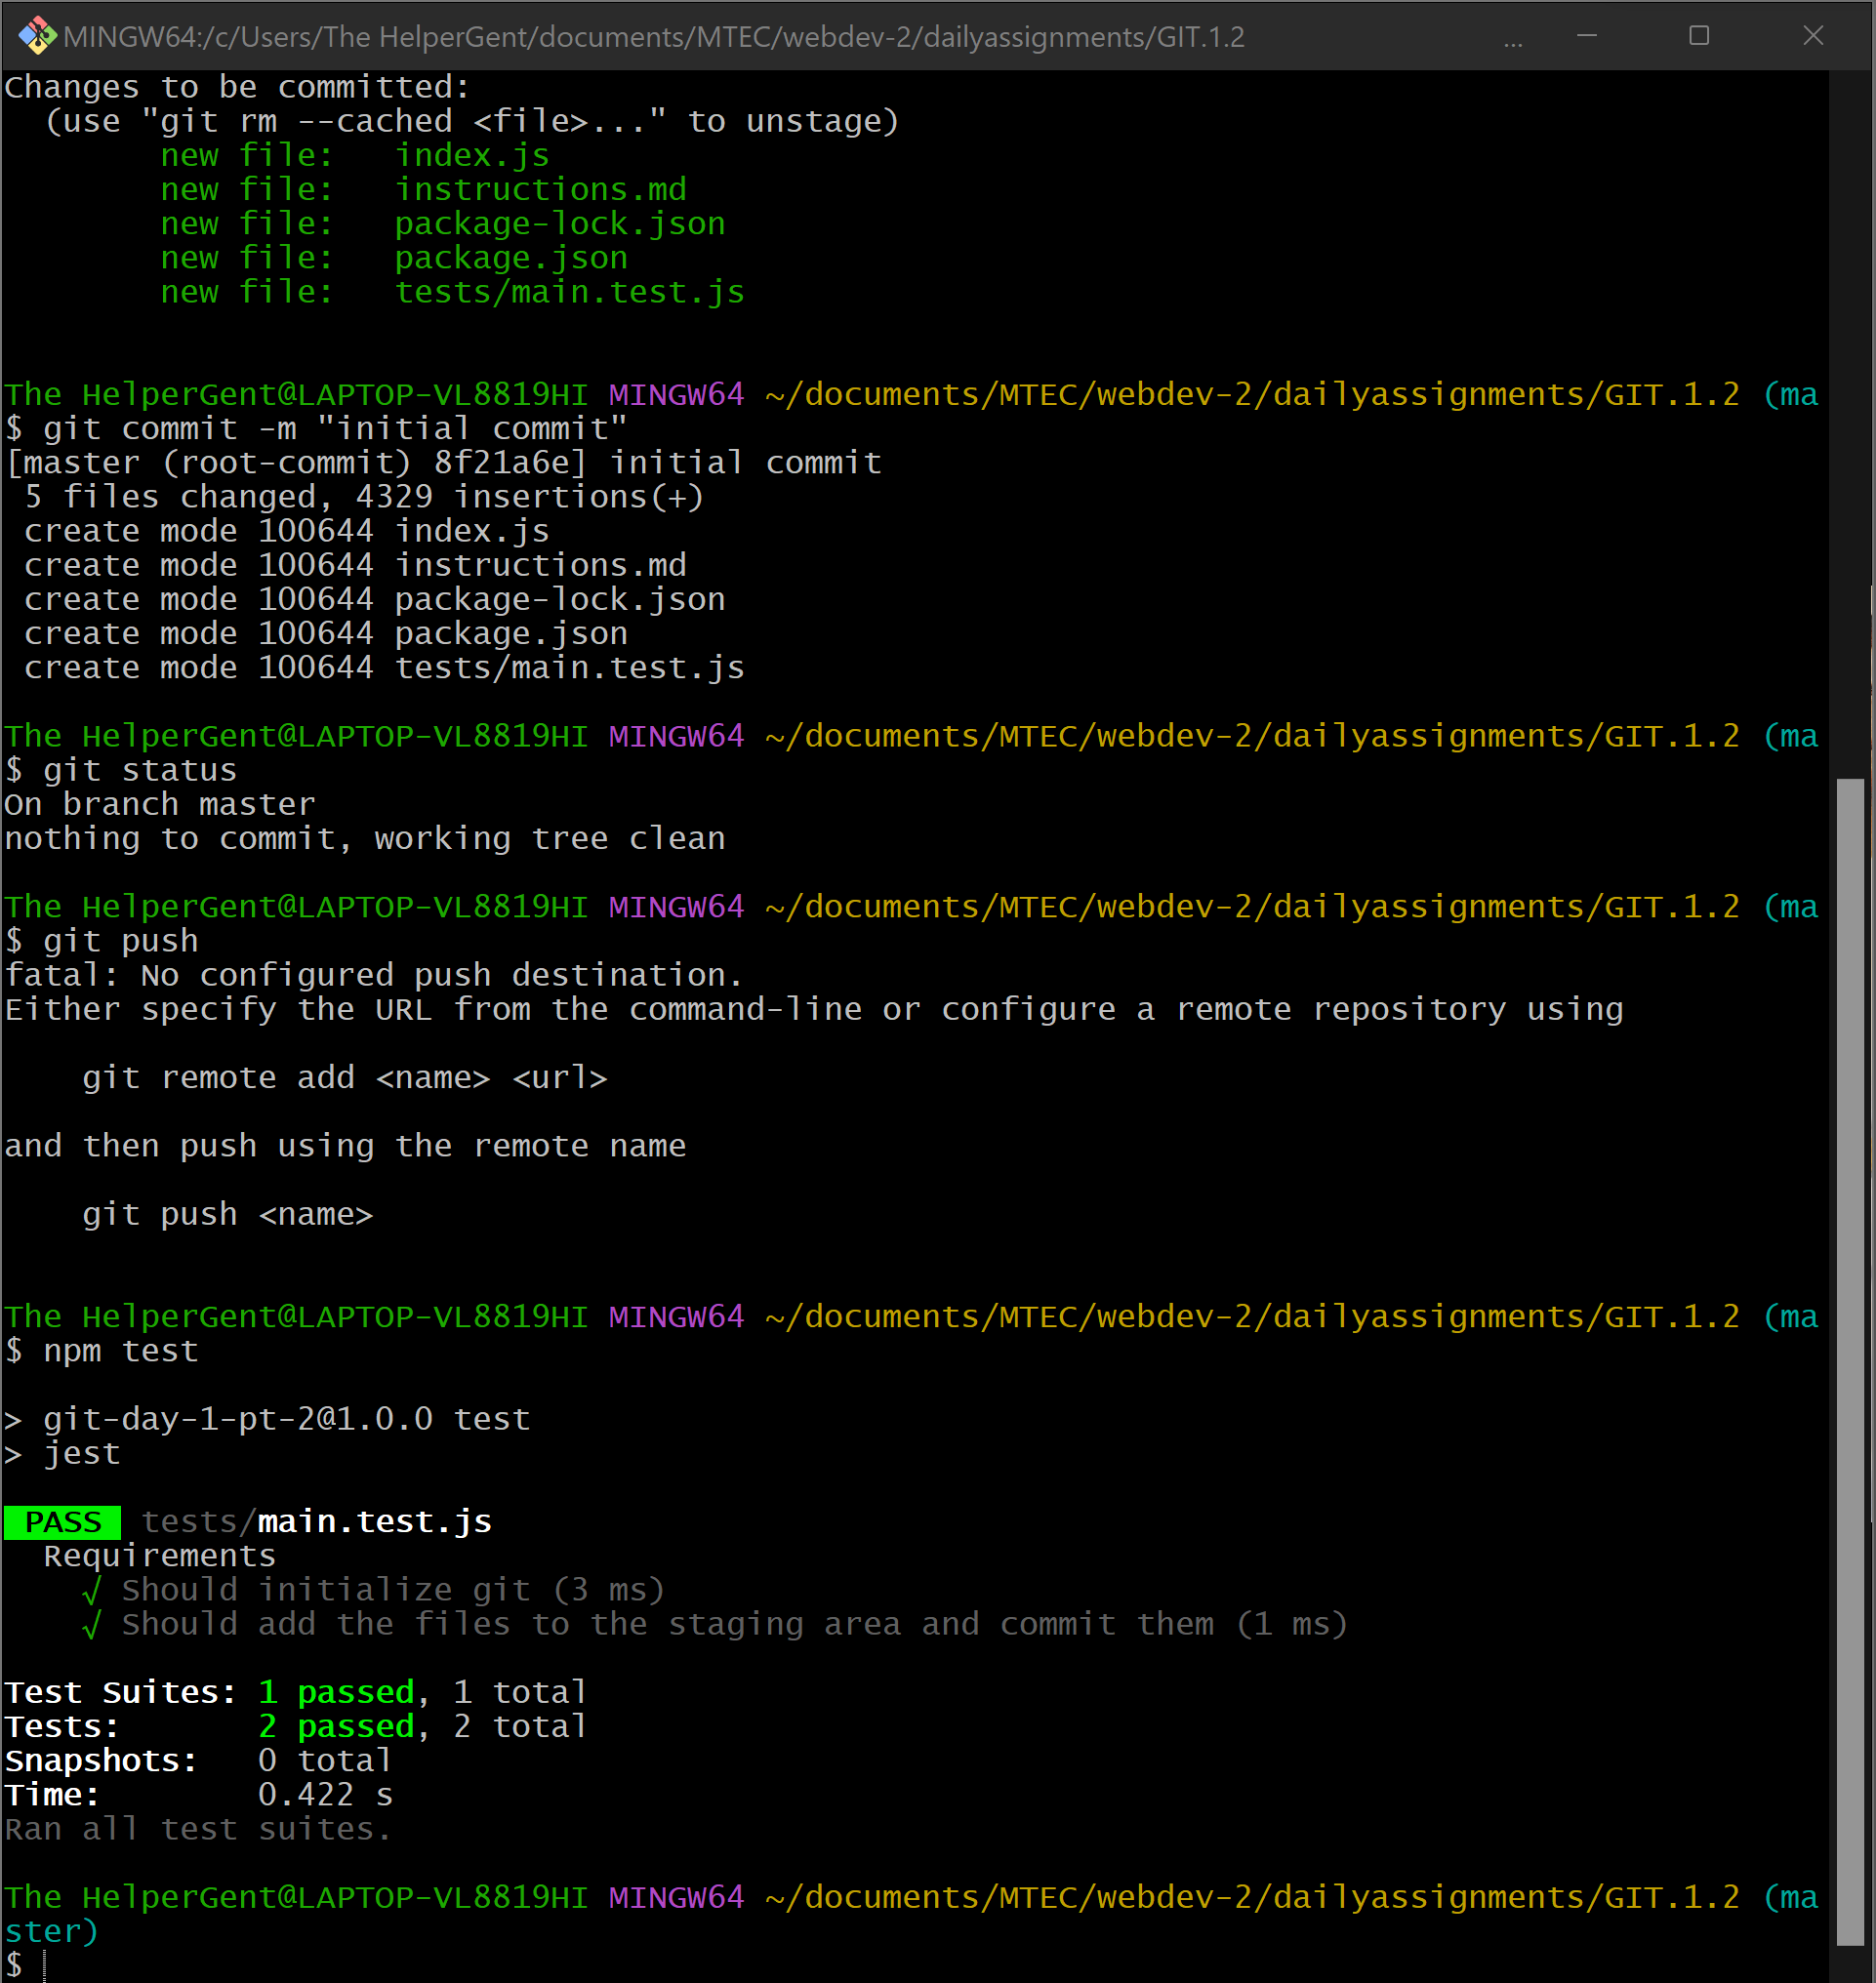 MINGW64:/c/Users/The HelperGent/documents/MTEC/webdev-2/dailyassignments/GIT.1.2 ...
Changes to be committed:
  (use "git rm --cached <file>..." to unstage)
        new file:   index.js
        new file:   instructions.md
        new file:   package-lock.json
        new file:   package.json
        new file:   tests/main.test.js

The HelperGent@LAPTOP-VL8819HI MINGW64 ~/documents/MTEC/webdev-2/dailyassignments/GIT.1.2 (ma
$ git commit -m "initial commit"
[master (root-commit) 8f21a6e] initial commit
 5 files changed, 4329 insertions(+)
 create mode 100644 index.js
 create mode 100644 instructions.md
 create mode 100644 package-lock.json
 create mode 100644 package.json
 create mode 100644 tests/main.test.js

The HelperGent@LAPTOP-VL8819HI MINGW64 ~/documents/MTEC/webdev-2/dailyassignments/GIT.1.2 (ma
$ git status
On branch master
nothing to commit, working tree clean

The HelperGent@LAPTOP-VL8819HI MINGW64 ~/documents/MTEC/webdev-2/dailyassignments/GIT.1.2 (ma
$ git push
fatal: No configured push destination.
Either specify the URL from the command-line or configure a remote repository using

    git remote add <name> <url>

and then push using the remote name

    git push <name>

The HelperGent@LAPTOP-VL8819HI MINGW64 ~/documents/MTEC/webdev-2/dailyassignments/GIT.1.2 (ma
$ npm test

> git-day-1-pt-2@1.0.0 test
> jest

PASS tests/main.test.js
  Requirements
    √ Should initialize git (3 ms)
    √ Should add the files to the staging area and commit them (1 ms)

Test Suites: 1 passed, 1 total
Tests:       2 passed, 2 total
Snapshots:   0 total
Time:        0.422 s
Ran all test suites.

The HelperGent@LAPTOP-VL8819HI MINGW64 ~/documents/MTEC/webdev-2/dailyassignments/GIT.1.2 (ma
ster)
$